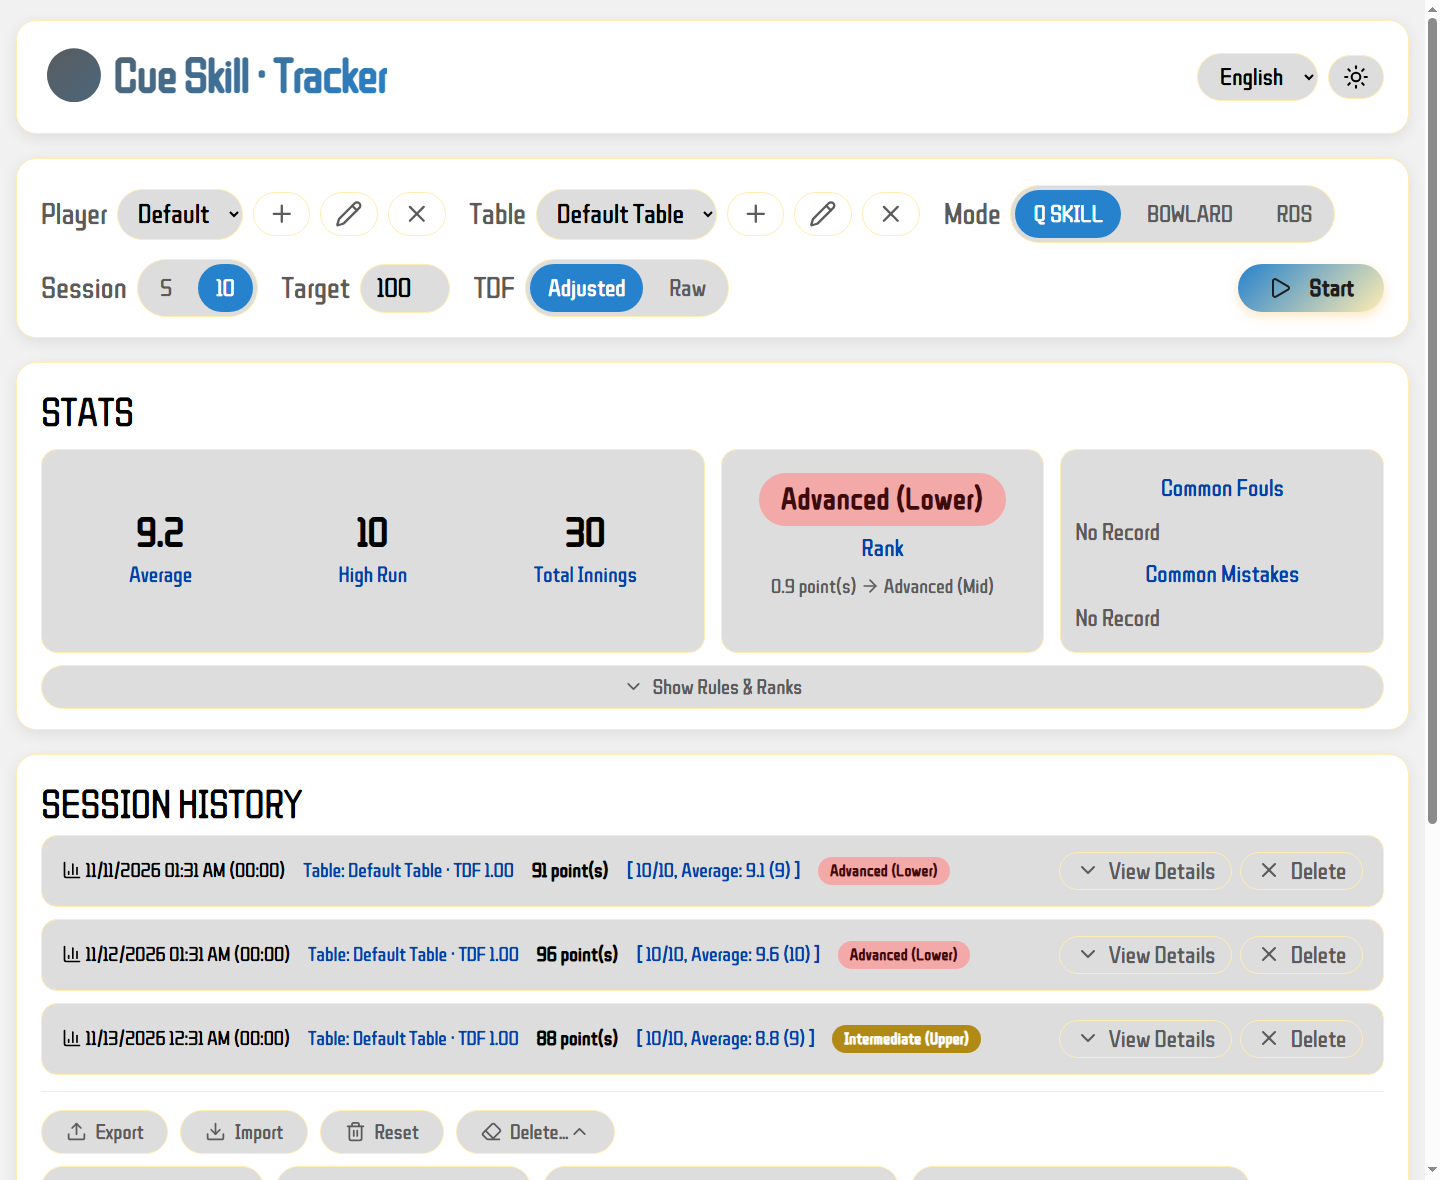 Cue Skill · Tracker
English
Player Default Table Default Table Mode Q SKILL BOWLARD RDS
Session 5 10 Target 100 TDF Adjusted Raw Start
STATS
9.2 10 30
Average High Run Total Innings
Advanced (Lower)
Rank
0.9 point(s) → Advanced (Mid)
Common Fouls
No Record
Common Mistakes
No Record
Show Rules & Ranks
SESSION HISTORY
11/11/2026 01:31 AM (00:00) Table: Default Table · TDF 1.00 91 point(s) [ 10/10, Average: 9.1 (9) ] Advanced (Lower) View Details Delete
11/12/2026 01:31 AM (00:00) Table: Default Table · TDF 1.00 96 point(s) [ 10/10, Average: 9.6 (10) ] Advanced (Lower) View Details Delete
11/13/2026 12:31 AM (00:00) Table: Default Table · TDF 1.00 88 point(s) [ 10/10, Average: 8.8 (9) ] Intermediate (Upper) View Details Delete
Export Import Reset Delete...